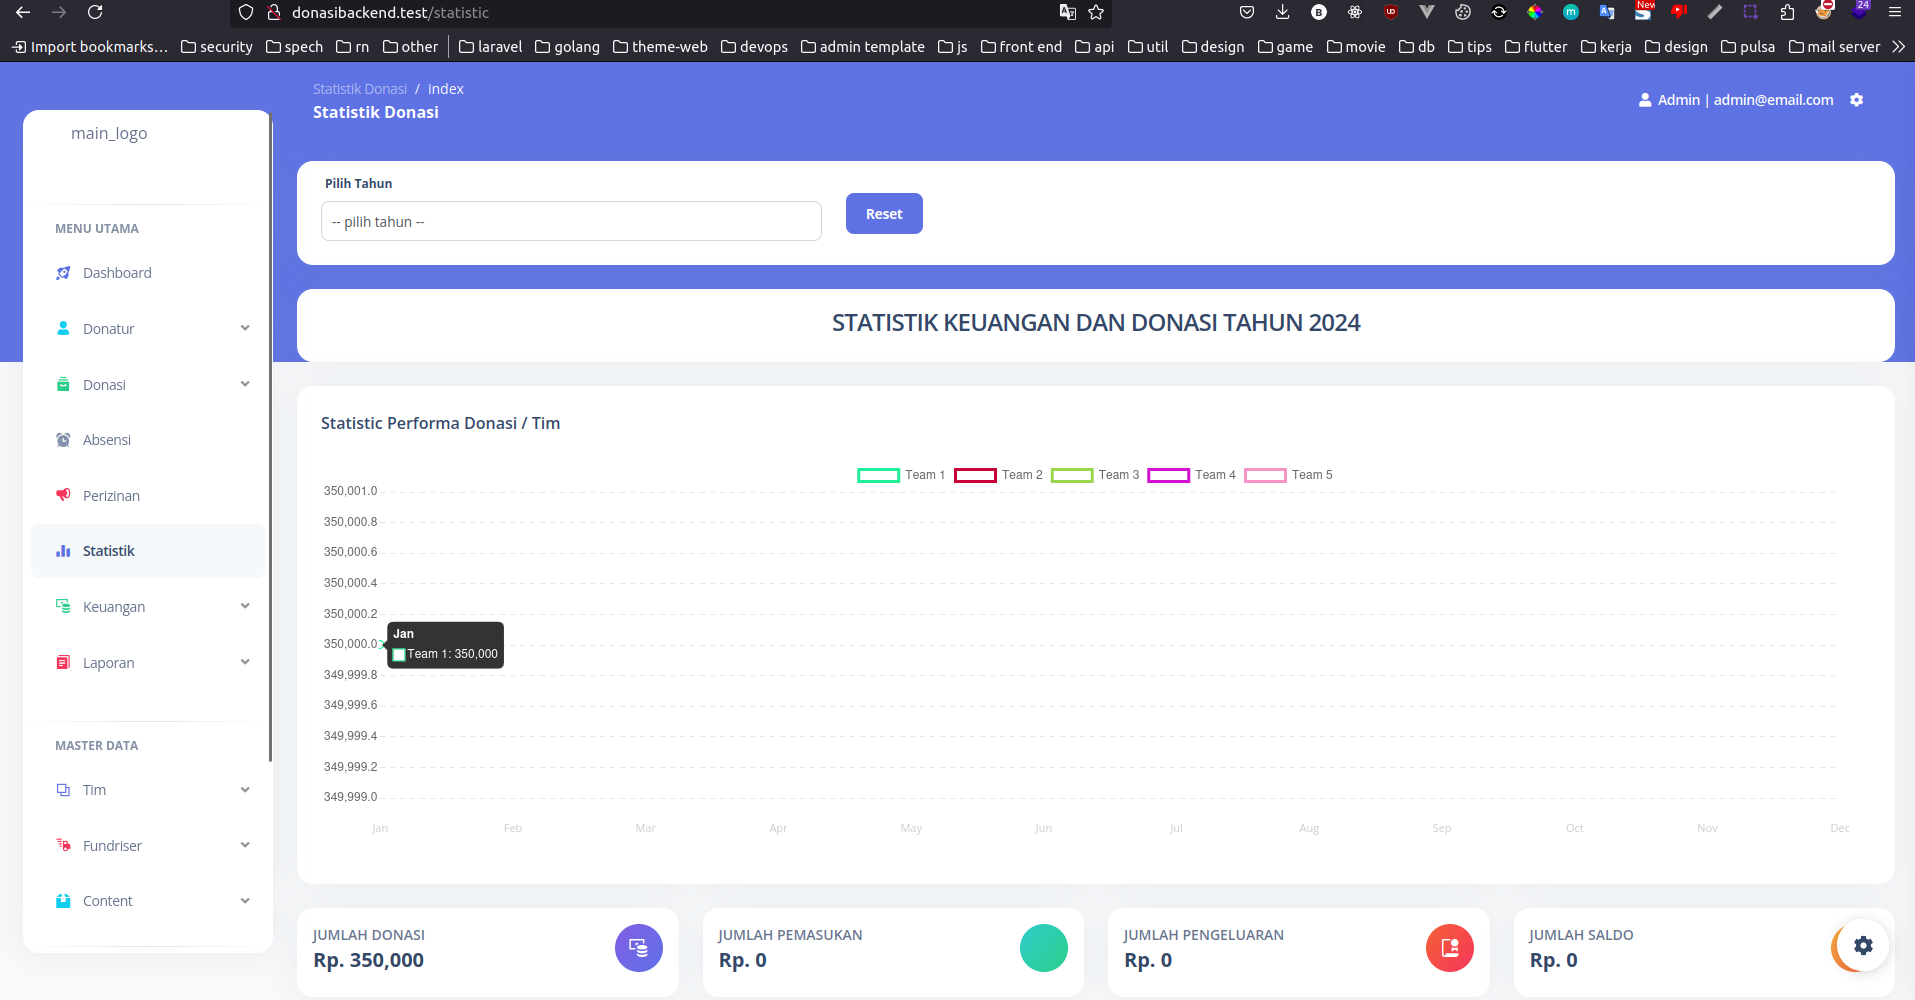 donasibackend.test/statistic
New
24
Import bookmarks... security spech rn other laravel golang theme-web devops admin template js front end api util design game movie db tips flutter kerja design pulsa mail server
Statistik Donasi / index
Statistik Donasi
Admin | admin@email.com
main_logo
MENU UTAMA
Dashboard
Donatur
Donasi
Absensi
Perizinan
Statistik
Keuangan
Laporan
MASTER DATA
Tim
Fundriser
Content
Pilih Tahun
-- pilih tahun --
Reset
STATISTIK KEUANGAN DAN DONASI TAHUN 2024
Statistic Performa Donasi / Tim
Team 1 Team 2 Team 3 Team 4 Team 5
350,001.0
350,000.8
350,000.6
350,000.4
350,000.2
350,000.0
349,999.8
349,999.6
349,999.4
349,999.2
349,999.0
Jan
Team 1: 350,000
Jan Feb Mar Apr May Jun Jul Aug Sep Oct Nov Dec
JUMLAH DONASI
Rp. 350,000
JUMLAH PEMASUKAN
Rp. 0
JUMLAH PENGELUARAN
Rp. 0
JUMLAH SALDO
Rp. 0